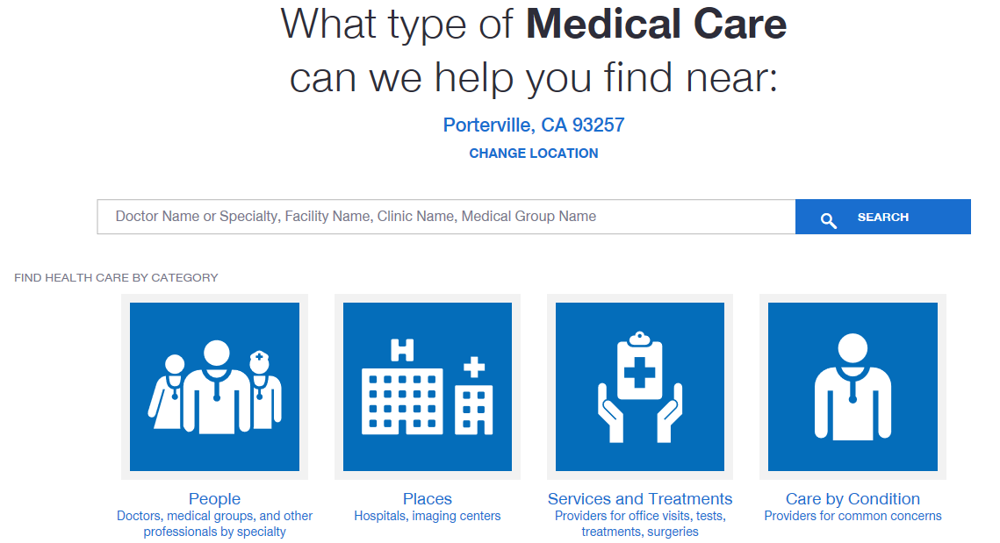 What type of Medical Care
can we help you find near:
Porterville, CA 93257
CHANGE LOCATION
Doctor Name or Specialty, Facility Name, Clinic Name, Medical Group Name
SEARCH
FIND HEALTH CARE BY CATEGORY
H
People
Doctors, medical groups, and other
professionals by specialty
Places
Hospitals, imaging centers
Services and Treatments
Providers for office visits, tests,
treatments, surgeries
Care by Condition
Providers for common concerns